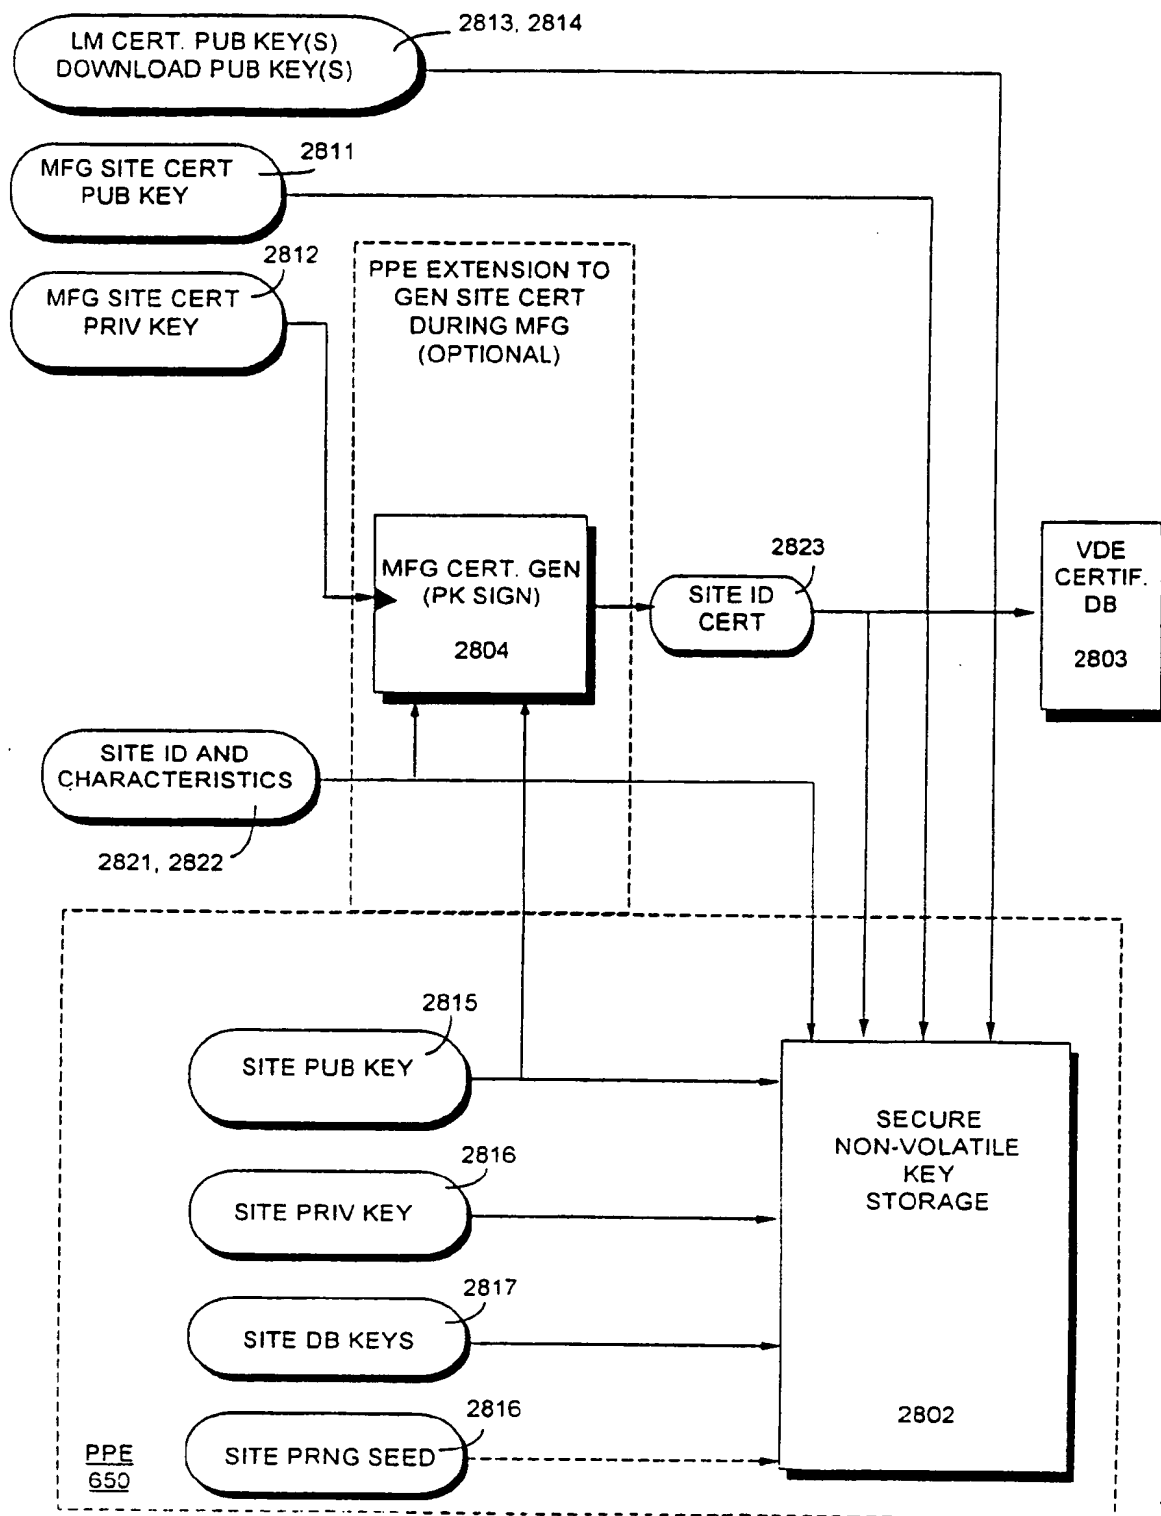 2813, 2814
LM CERT. PUB KEY(S)
DOWNLOAD PUB KEY(S)
2811
MFG SITE CERT
PUB KEY
2812
MFG SITE CERT
PRIV KEY
PPE EXTENSION TO
GEN SITE CERT
DURING MFG
(OPTIONAL)
MFG CERT. GEN
(PK SIGN)
2804
2823
SITE ID
CERT
VDE
CERTIF.
DB
2803
SITE ID AND
CHARACTERISTICS
2821, 2822
2815
SITE PUB KEY
2816
SITE PRIV KEY
2817
SITE DB KEYS
2816
SITE PRNG SEED
SECURE
NON-VOLATILE
KEY
STORAGE
2802
PPE
650